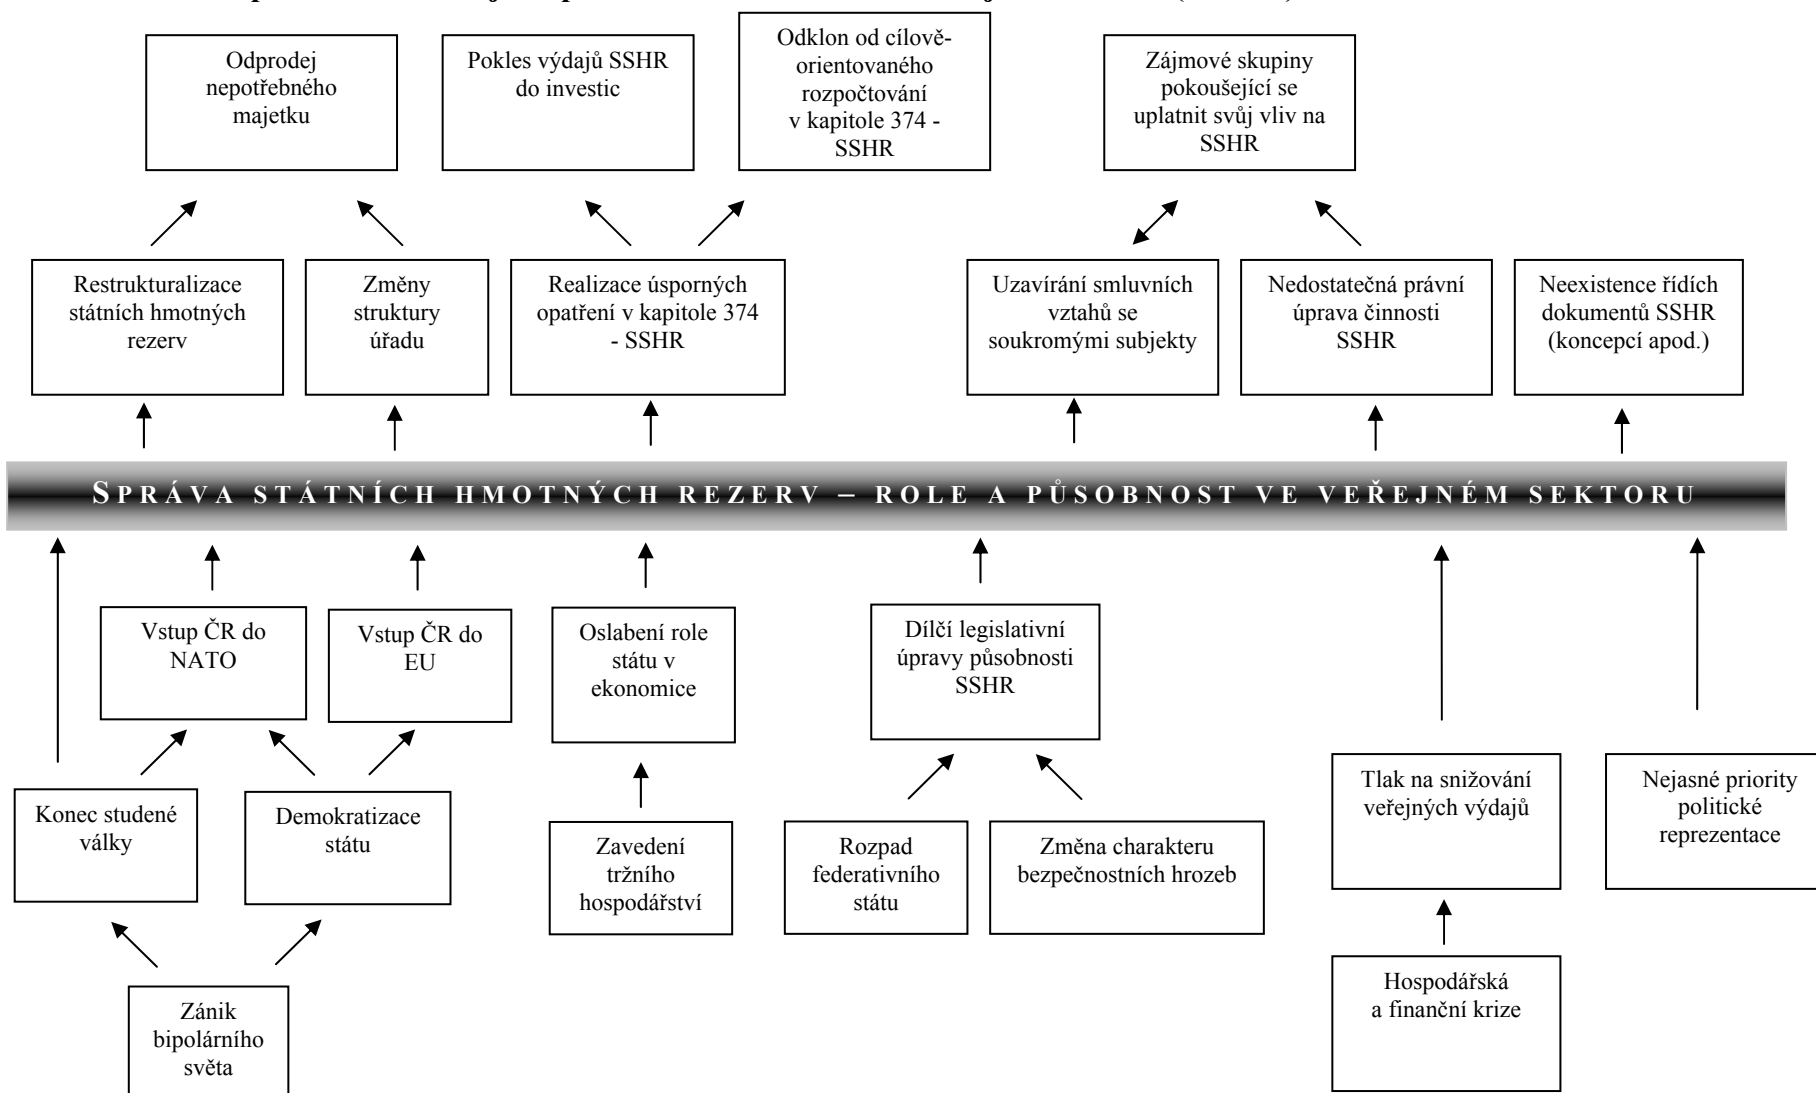 Odprodej
nepotřebného
majetku
Pokles výdajů SSHR
do investic
Odklon od cílově-
orientovaného
rozpočtování
v kapitole 374 -
SSHR
Zájmové skupiny
pokoušející se
uplatnit svůj vliv na
SSHR
Restrukturalizace
státních hmotných
rezerv
Změny
struktury
úřadu
Realizace úsporných
opatření v kapitole 374
- SSHR
Uzavírání smluvních
vztahů se
soukromými subjekty
Nedostatečná právní
úprava činnosti
SSHR
Neexistence řídích
dokumentů SSHR
(koncepcí apod.)
SPRÁVA STÁTNÍCH HMOTNÝCH REZERV – ROLE A PŮSOBNOST VE VEŘEJNÉM SEKTORU
Vstup ČR do
NATO
Vstup ČR do
EU
Oslabení role
státu v
ekonomice
Dílčí legislativní
úpravy působnosti
SSHR
Tlak na snižování
veřejných výdajů
Nejasné priority
politické
reprezentace
Konec studené
války
Demokratizace
státu
Zavedení
tržního
hospodářství
Rozpad
federativního
státu
Změna charakteru
bezpečnostních hrozeb
Hospodářská
a finanční krize
Zánik
bipolárního
světa